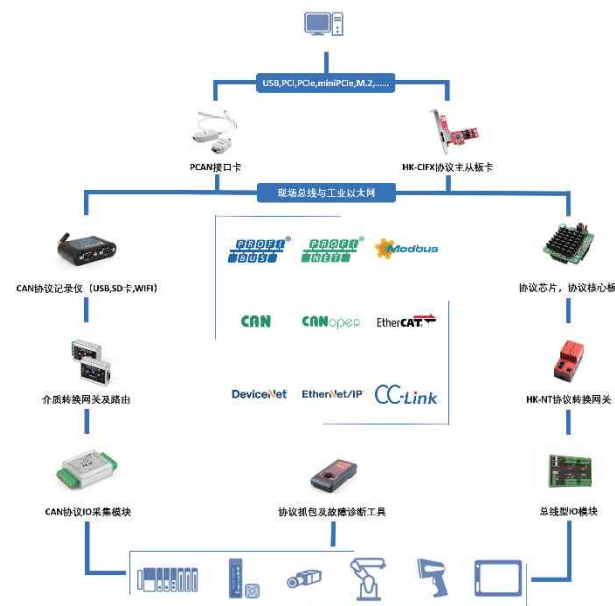 USB,PCI,PCIe,miniPCIe,M.2,......
PCAN接口卡
HK-CIFX协议主从板卡
现场总线与工业以太网
PROFI BUS®
PROFI NET®
Modbus
CAN协议记录仪（USB,SD卡,WIFI）
协议芯片，协议核心板
CAN
CANopen
EtherCAT
介质转换网关及路由
HK-NT协议转换网关
DeviceNet
EtherNet/IP
CC-Link
CAN协议IO采集模块
协议抓包及故障诊断工具
总线型IO模块